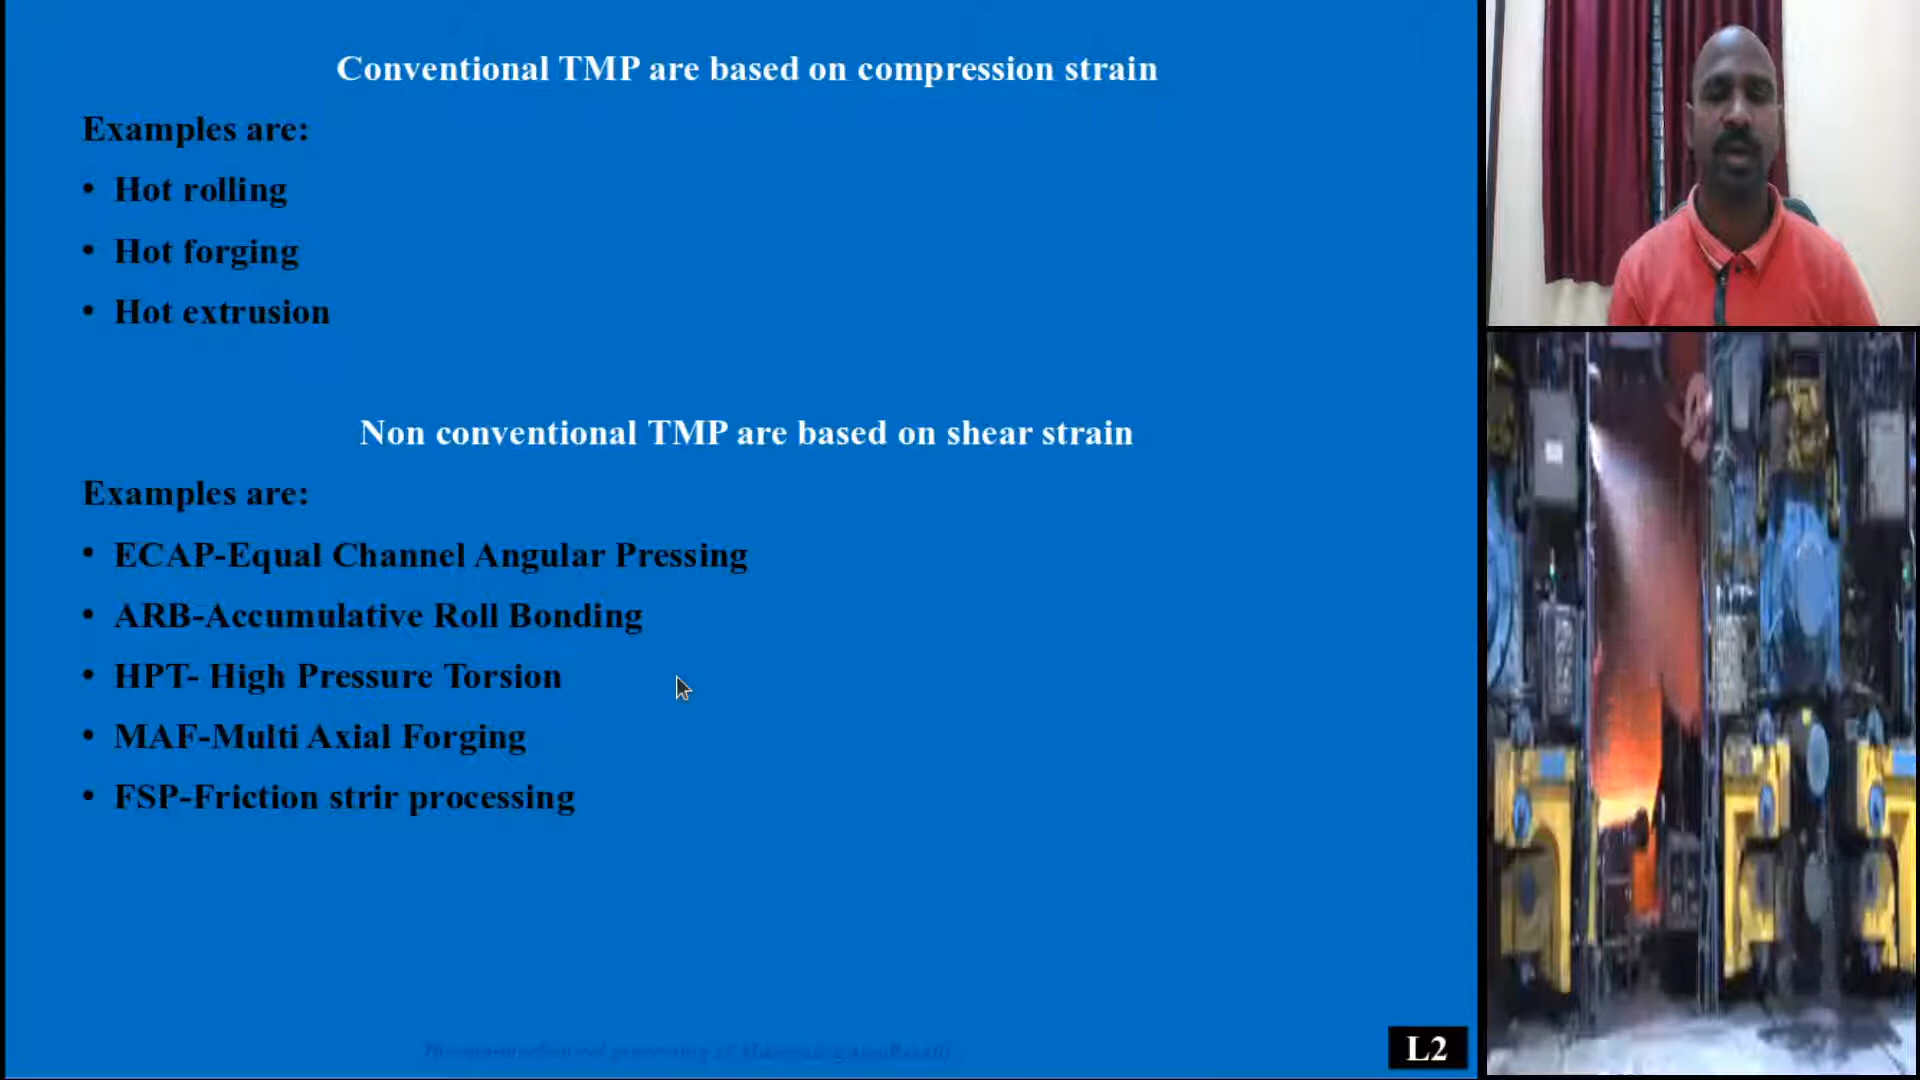 Conventional TMP are based on compression strain
Examples are:
• Hot rolling
• Hot forging
• Hot extrusion
Non conventional TMP are based on shear strain
Examples are:
• ECAP-Equal Channel Angular Pressing
• ARB-Accumulative Roll Bonding
• HPT- High Pressure Torsion
• MAF-Multi Axial Forging
• FSP-Friction strir processing
L2